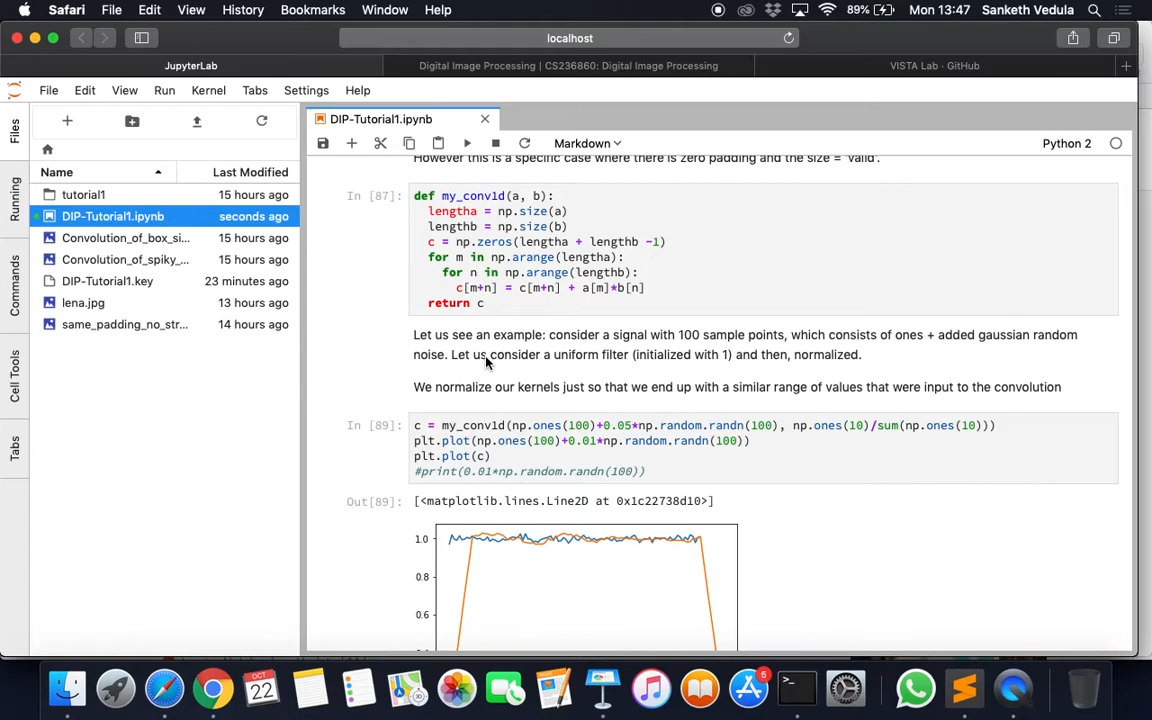 Safari File Edit View History Bookmarks Window Help 89% Mon 13:47 Sanketh Vedula
localhost
JupyterLab Digital Image Processing | CS236860: Digital Image Processing VISTA Lab · GitHub
File Edit View Run Kernel Tabs Settings Help
Files
Running
Commands
Cell Tools
Tabs
Name Last Modified
tutorial1 15 hours ago
DIP-Tutorial1.ipynb seconds ago
Convolution_of_box_si... 15 hours ago
Convolution_of_spiky_... 15 hours ago
DIP-Tutorial1.key 23 minutes ago
lena.jpg 13 hours ago
same_padding_no_str... 14 hours ago
DIP-Tutorial1.ipynb
Markdown Python 2
However this is a specific case where there is zero padding and the size = 'valid'.
In [87]: def my_conv1d(a, b):
lengtha = np.size(a)
lengthb = np.size(b)
c = np.zeros(lengtha + lengthb -1)
for m in np.arange(lengtha):
for n in np.arange(lengthb):
c[m+n] = c[m+n] + a[m]*b[n]
return c
Let us see an example: consider a signal with 100 sample points, which consists of ones + added gaussian random
noise. Let us consider a uniform filter (initialized with 1) and then, normalized.
We normalize our kernels just so that we end up with a similar range of values that were input to the convolution
In [89]: c = my_conv1d(np.ones(100)+0.05*np.random.randn(100), np.ones(10)/sum(np.ones(10)))
plt.plot(np.ones(100)+0.01*np.random.randn(100))
plt.plot(c)
#print(0.01*np.random.randn(100))
Out[89]: [<matplotlib.lines.Line2D at 0x1c22738d10>]
1.0
0.8
0.6
OCT
22
5